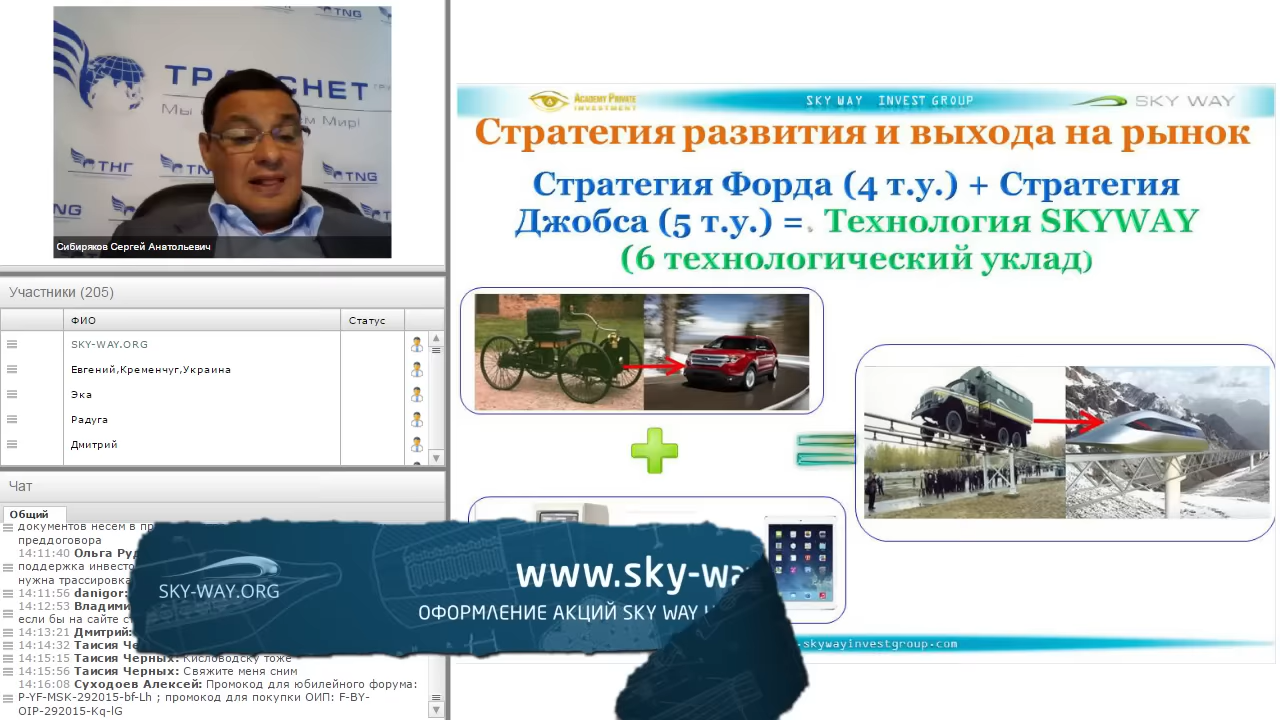 TNG
ТРАНСНЕТ
Мы
Мир!
ТНГ
TNG
TNG
Сибиряков Сергей Анатольевич
Участники (205)
ФИО
Статус
SKY-WAY.ORG
Евгений,Кременчуг,Украина
Эка
Радуга
Дмитрий
Чат
Общий
документов несем в
преддоговора
14:11:40 Ольга
поддержка
нужна трассировка
14:11:56 danigor:
14:12:53
если бы на сайте
14:13:21 Дмитрий:
14:14:32 Таисия
14:15:15 Таисия Черных: Кисловодску тоже
14:15:56 Таисия Черных: Свяжите меня сним
14:16:08 Суходоев Алексей: Промокод для юбилейного форума:
P-YF-MSK-292015-bf-Lh ; промокод для покупки ОИП: F-BY-
OIP-292015-Kq-lG
ACADEMY PRIVATE
INVESTMENT
SKY WAY INVEST GROUP
SKY WAY
Стратегия развития и выхода на рынок
Стратегия Форда (4 т.у.) + Стратегия
Джобса (5 т.у.) = Технология SKYWAY
(6 технологический уклад)
SKY-WAY.ORG
www.sky-wa
ОФОРМЛЕНИЕ АКЦИЙ SKY WAY
skywayinvestgroup.com